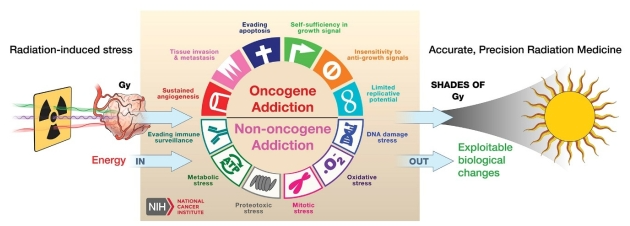 Radiation-induced stress
Gy
Energy
IN
Evading
apoptosis
Self-sufficiency in
growth signal
Tissue invasion
& metastasis
Insensitivity to
anti-growth signals
Sustained
angiogenesis
Limited
replicative
potential
Oncogene
Addiction
Non-oncogene
Addiction
Evading immune
surveillance
DNA damage
stress
Metabolic
stress
ATP
Oxidative
stress
•O₂
Proteotoxic
stress
Mitotic
stress
NIH
NATIONAL
CANCER
INSTITUTE
Accurate, Precision Radiation Medicine
SHADES OF
Gy
OUT
Exploitable
biological
changes